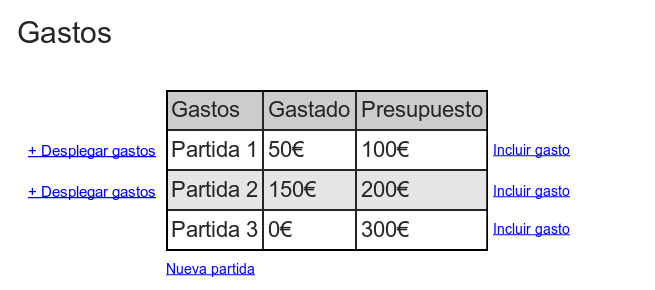 Gastos
Gastos Gastado Presupuesto
+ Desplegar gastos Partida 1 50€ 100€ Incluir gasto
+ Desplegar gastos Partida 2 150€ 200€ Incluir gasto
Partida 3 0€ 300€ Incluir gasto
Nueva partida